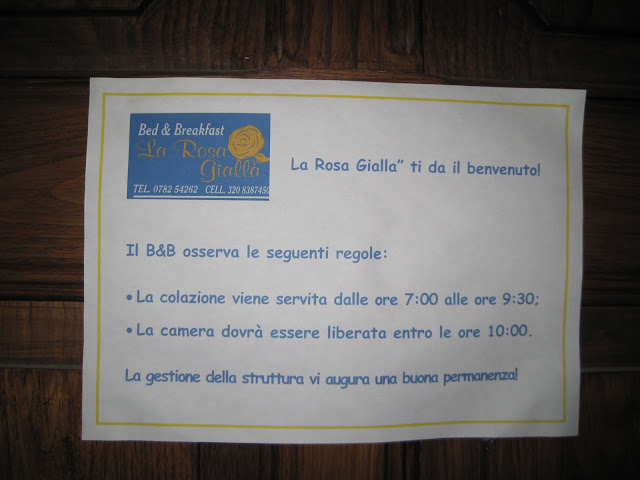 Bed & Breakfast
La Rosa
Gialla
TEL. 0782 54262 CELL. 320 8387450
La Rosa Gialla” ti da il benvenuto!
Il B&B osserva le seguenti regole:
• La colazione viene servita dalle ore 7:00 alle ore 9:30;
• La camera dovrà essere liberata entro le ore 10:00.
La gestione della struttura vi augura una buona permanenza!